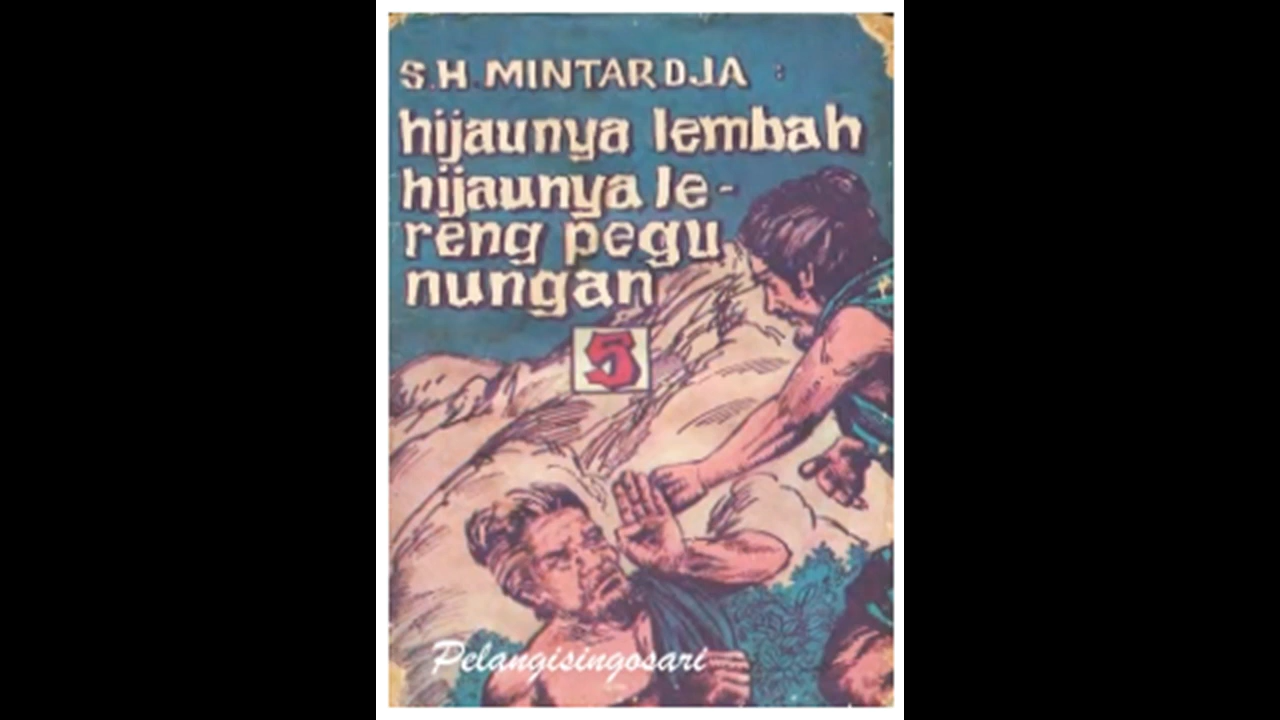 S.H. MINTARDJA :
hijaunya lembah
hijaunya le-
reng pegu
nungan
5
Pelangisingosari